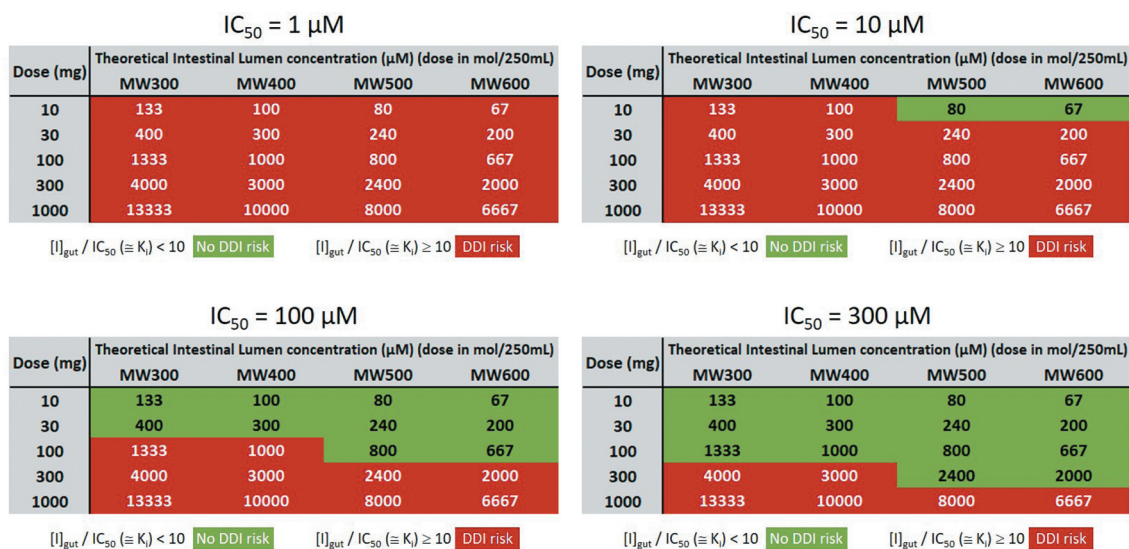 IC50 = 1 µM
Theoretical Intestinal Lumen concentration (µM) (dose in mol/250mL)
Dose (mg)
MW300 MW400 MW500 MW600
10 133 100 80 67
30 400 300 240 200
100 1333 1000 800 667
300 4000 3000 2400 2000
1000 13333 10000 8000 6667
[I]gut / IC50 (≅ Ki) < 10 No DDI risk [I]gut / IC50 (≅ Ki) ≥ 10 DDI risk
IC50 = 10 µM
Theoretical Intestinal Lumen concentration (µM) (dose in mol/250mL)
Dose (mg)
MW300 MW400 MW500 MW600
10 133 100 80 67
30 400 300 240 200
100 1333 1000 800 667
300 4000 3000 2400 2000
1000 13333 10000 8000 6667
[I]gut / IC50 (≅ Ki) < 10 No DDI risk [I]gut / IC50 (≅ Ki) ≥ 10 DDI risk
IC50 = 100 µM
Theoretical Intestinal Lumen concentration (µM) (dose in mol/250mL)
Dose (mg)
MW300 MW400 MW500 MW600
10 133 100 80 67
30 400 300 240 200
100 1333 1000 800 667
300 4000 3000 2400 2000
1000 13333 10000 8000 6667
[I]gut / IC50 (≅ Ki) < 10 No DDI risk [I]gut / IC50 (≅ Ki) ≥ 10 DDI risk
IC50 = 300 µM
Theoretical Intestinal Lumen concentration (µM) (dose in mol/250mL)
Dose (mg)
MW300 MW400 MW500 MW600
10 133 100 80 67
30 400 300 240 200
100 1333 1000 800 667
300 4000 3000 2400 2000
1000 13333 10000 8000 6667
[I]gut / IC50 (≅ Ki) < 10 No DDI risk [I]gut / IC50 (≅ Ki) ≥ 10 DDI risk